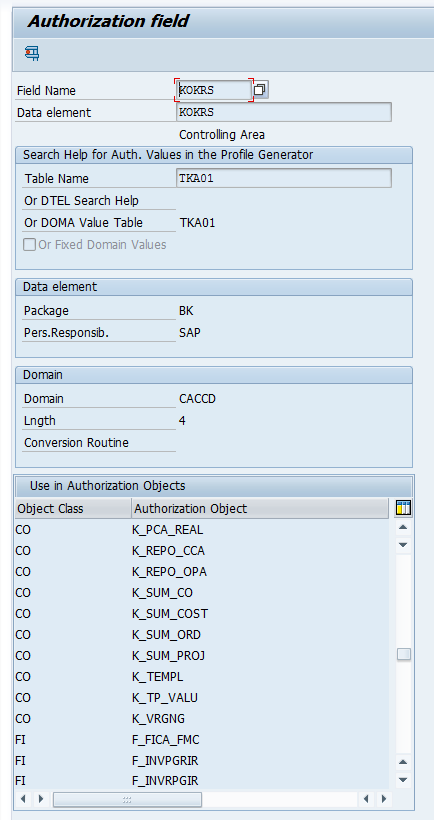 Authorization field
Field Name KOKRS
Data element KOKRS
Controlling Area
Search Help for Auth. Values in the Profile Generator
Table Name TKA01
Or DTEL Search Help
Or DOMA Value Table TKA01
Or Fixed Domain Values
Data element
Package BK
Pers.Responsib. SAP
Domain
Domain CACCD
Lngth 4
Conversion Routine
Use in Authorization Objects
Object Class Authorization Object
CO K_PCA_REAL
CO K_REPO_CCA
CO K_REPO_OPA
CO K_SUM_CO
CO K_SUM_COST
CO K_SUM_ORD
CO K_SUM_PROJ
CO K_TEMPL
CO K_TP_VALU
CO K_VRGNG
FI F_FICA_FMC
FI F_INVPGRIR
FI F_INVRPGIR